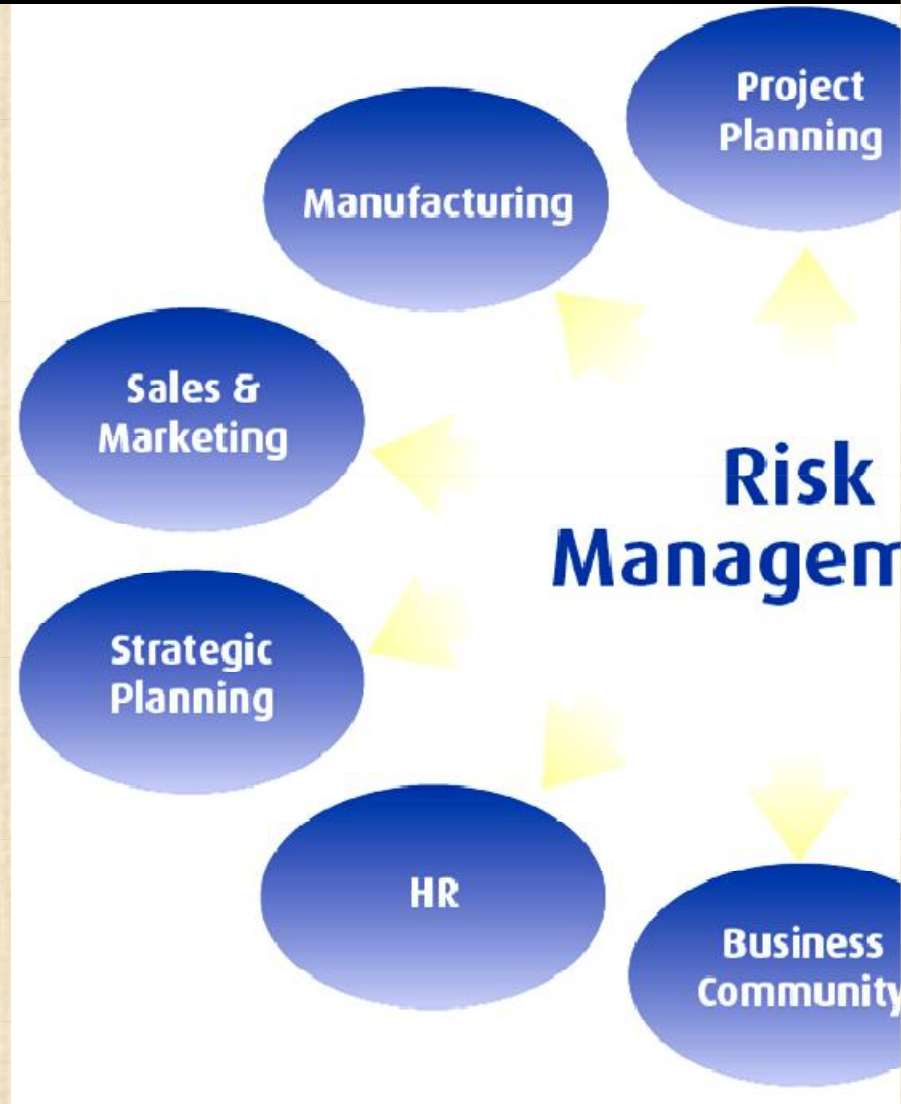 Project
Planning
Manufacturing
Sales &
Marketing
Risk
Managem
Strategic
Planning
HR
Business
Community